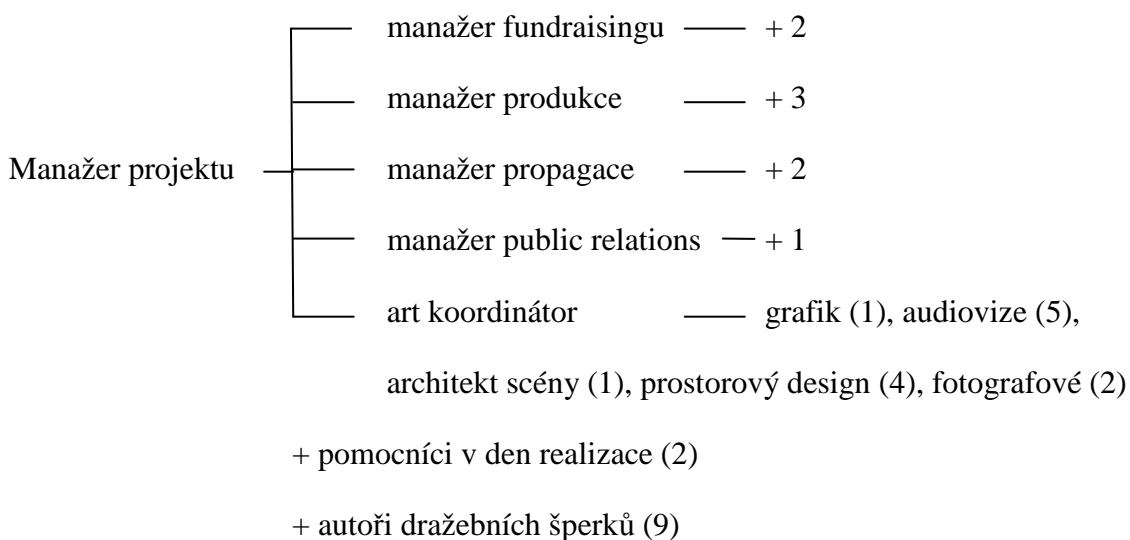 manažer fundraisingu + 2
manažer produkce + 3
Manažer projektu manažer propagace + 2
manažer public relations + 1
art koordinátor grafik (1), audiovize (5),
architekt scény (1), prostorový design (4), fotografové (2)
+ pomocníci v den realizace (2)
+ autoři dražebních šperků (9)